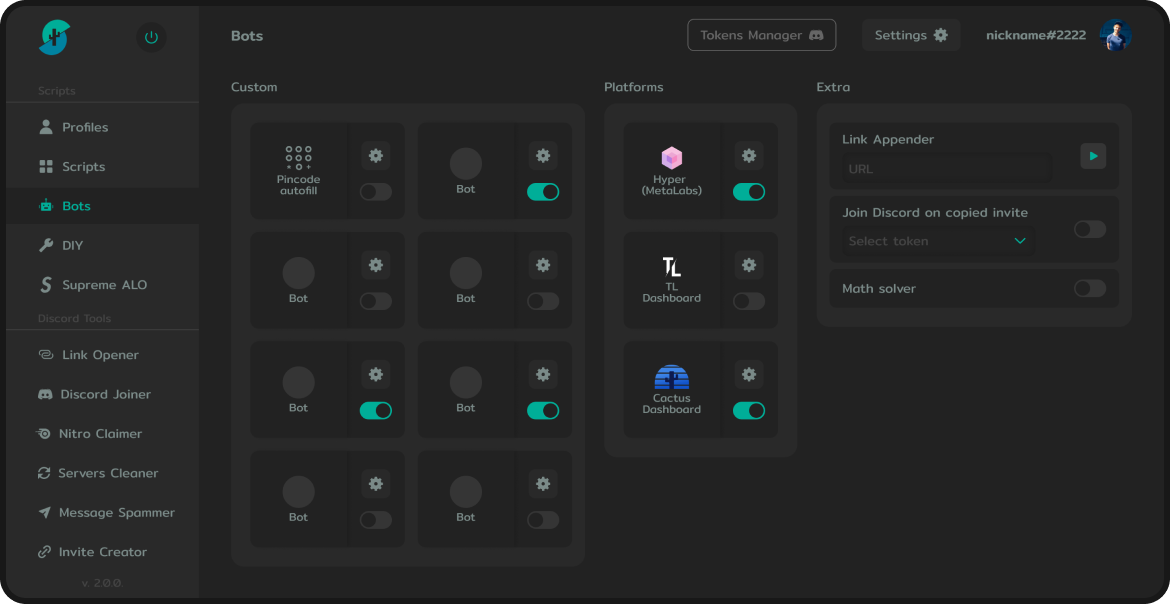 Bots
Tokens Manager
Settings
nickname#2222
Scripts
Profiles
Scripts
Bots
DIY
Supreme ALO
Discord Tools
Link Opener
Discord Joiner
Nitro Claimer
Servers Cleaner
Message Spammer
Invite Creator
v. 2.0.0
Custom
Pincode
autofill
Bot
Bot
Bot
Bot
Bot
Bot
Bot
Platforms
Hyper
(MetaLabs)
TL
TL
Dashboard
Cactus
Dashboard
Extra
Link Appender
URL
Join Discord on copied invite
Select token
Math solver